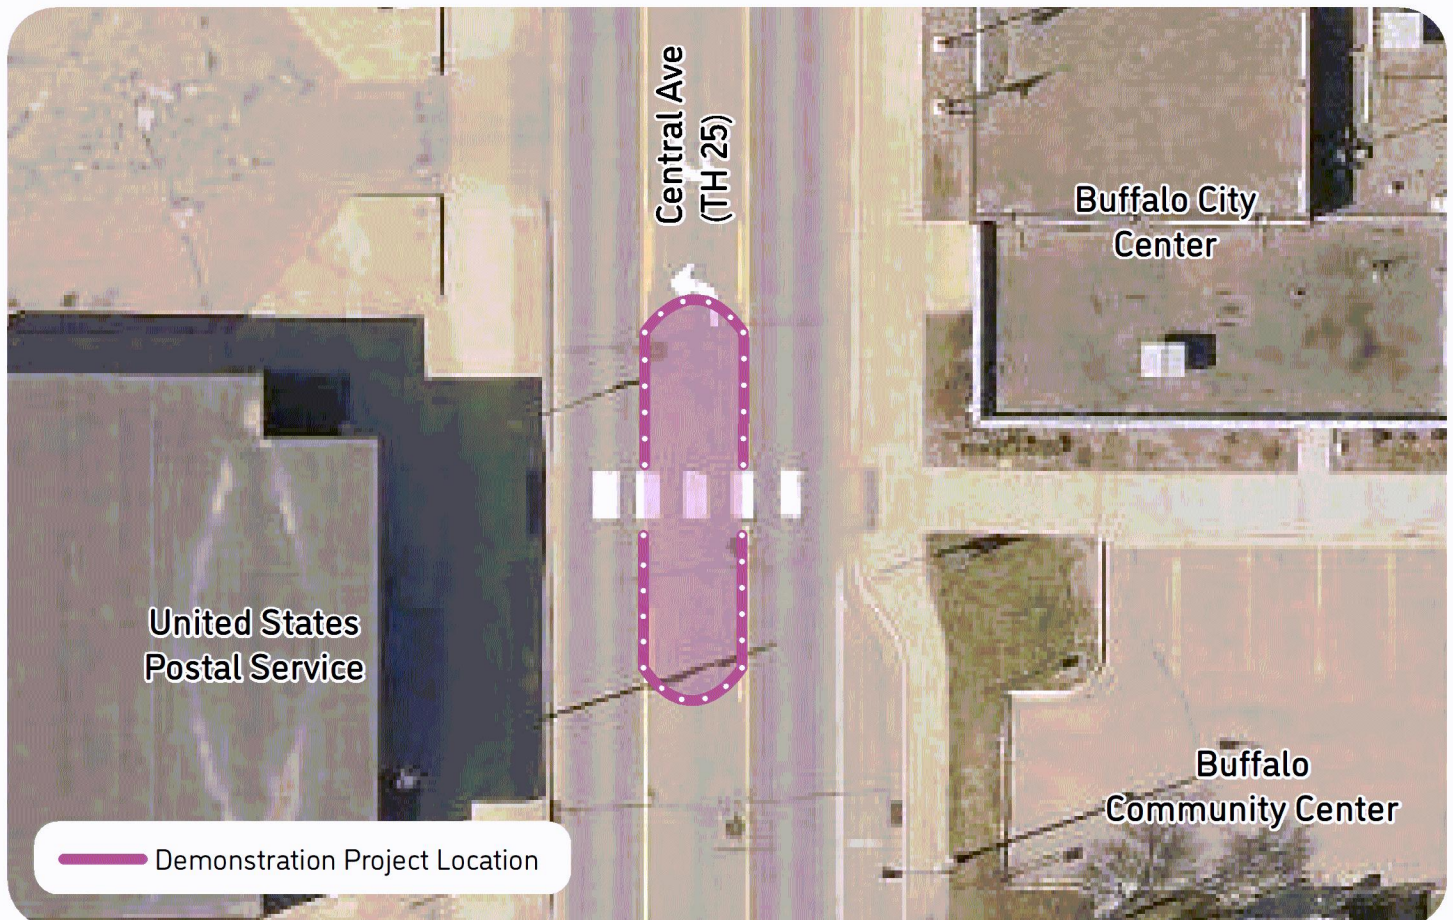 Central Ave
(TH 25)
Buffalo City
Center
United States
Postal Service
Buffalo
Community Center
Demonstration Project Location